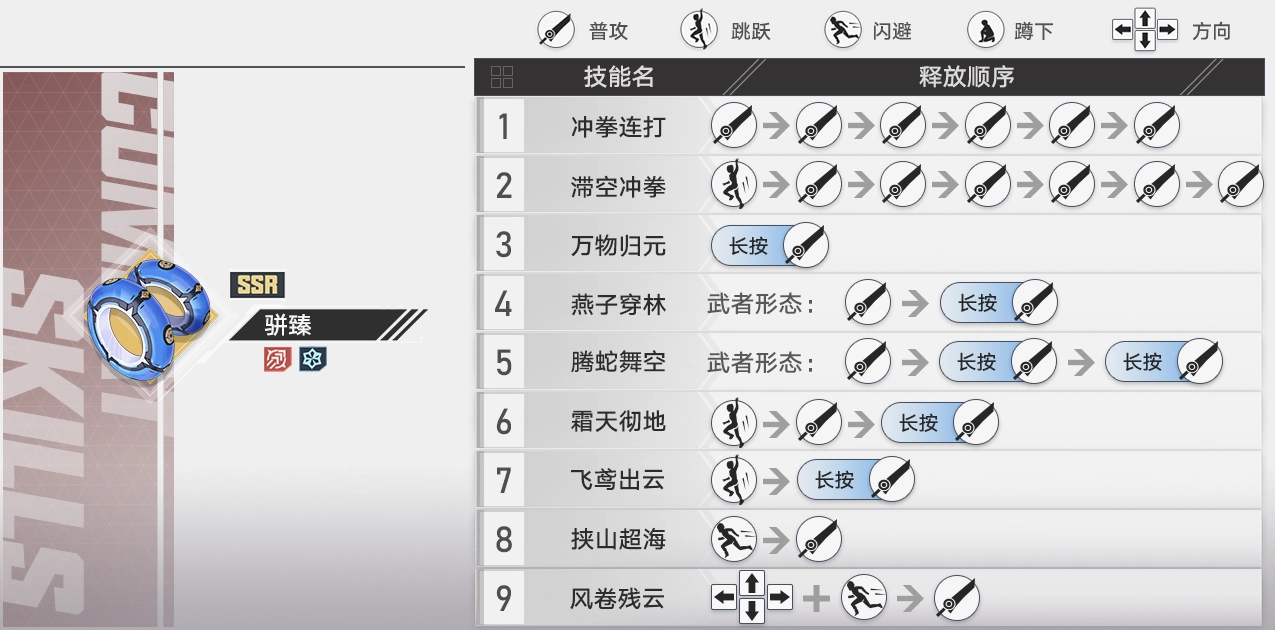 普攻 跳跃 闪避 蹲下 方向
技能名 释放顺序
1 冲拳连打
2 滞空冲拳
3 万物归元 长按
4 燕子穿林 武者形态： 长按
5 腾蛇舞空 武者形态： 长按 长按
6 霜天彻地 长按
7 飞鸢出云 长按
8 挟山超海
9 风卷残云
COMBAT
SKILLS
SSR
骈臻